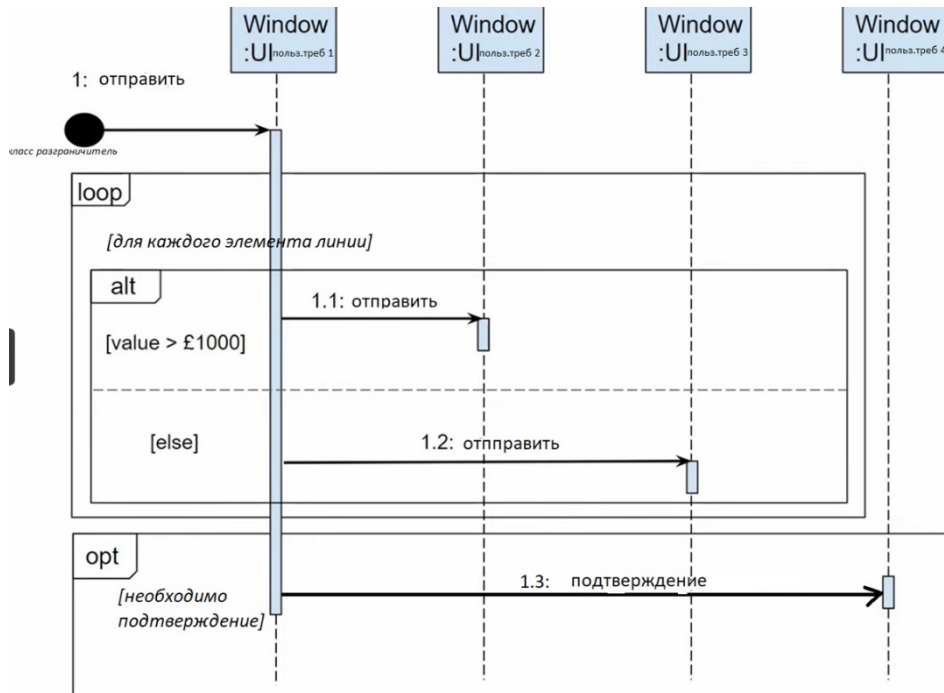 Window
:UI польз.треб 1
Window
:UI польз.треб 2
Window
:UI польз.треб 3
Window
:UI польз.треб 4
1: отправить
класс разграничитель
loop
[для каждого элемента линии]
alt
1.1: отправить
[value > £1000]
[else]
1.2: отпправить
opt
1.3: подтверждение
[необходимо
подтверждение]